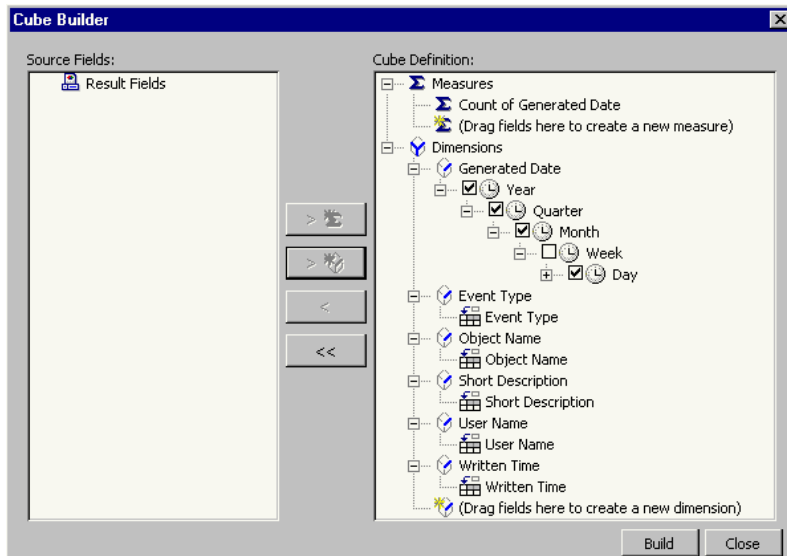 Cube Builder
Source Fields:
Result Fields
>
>
<
<<
Cube Definition:
Measures
Count of Generated Date
(Drag fields here to create a new measure)
Dimensions
Generated Date
Year
Quarter
Month
Week
Day
Event Type
Event Type
Object Name
Object Name
Short Description
Short Description
User Name
User Name
Written Time
Written Time
(Drag fields here to create a new dimension)
Build Close